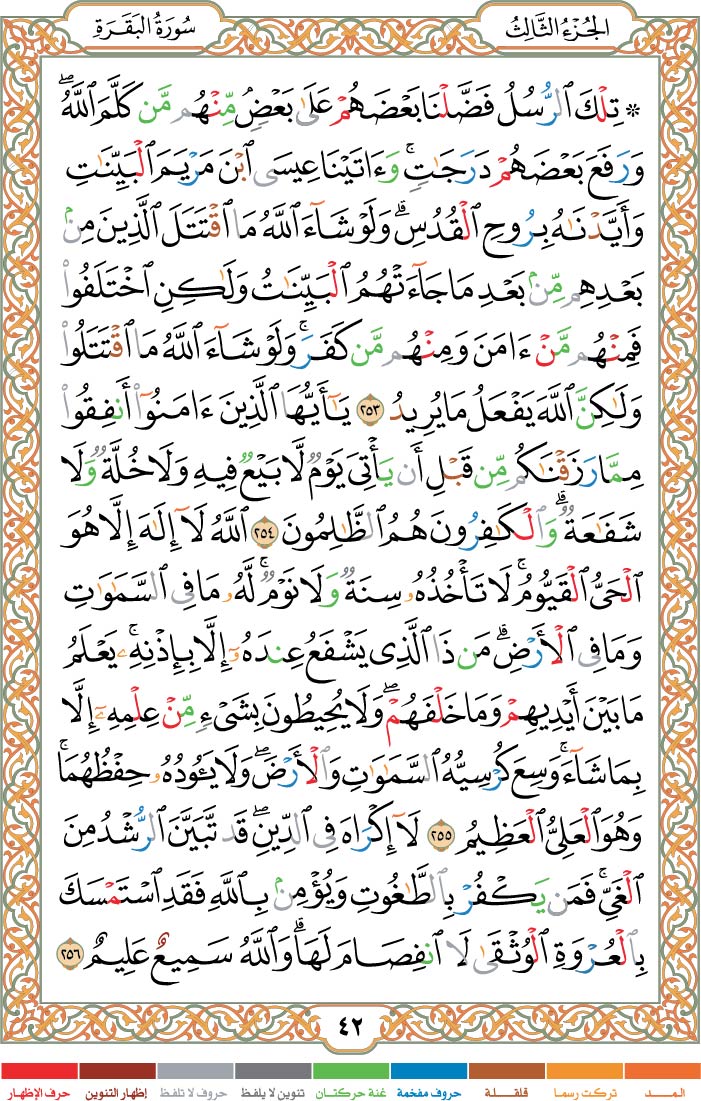 الجُزْءُ الثَّالِثُ
سُورَةُ البَقَرَةِ
۞ تِلْكَ ٱلرُّسُلُ فَضَّلْنَا بَعْضَهُمْ عَلَىٰ بَعْضٍۘ مِّنْهُم مَّن كَلَّمَ ٱللَّهُۖ
وَرَفَعَ بَعْضَهُمْ دَرَجَٰتٍۚ وَءَاتَيْنَا عِيسَى ٱبْنَ مَرْيَمَ ٱلْبَيِّنَٰتِ
وَأَيَّدْنَٰهُ بِرُوحِ ٱلْقُدُسِۗ وَلَوْ شَآءَ ٱللَّهُ مَا ٱقْتَتَلَ ٱلَّذِينَ مِنۢ
بَعْدِهِم مِّنۢ بَعْدِ مَا جَآءَتْهُمُ ٱلْبَيِّنَٰتُ وَلَٰكِنِ ٱخْتَلَفُوا۟
فَمِنْهُم مَّنْ ءَامَنَ وَمِنْهُم مَّن كَفَرَۚ وَلَوْ شَآءَ ٱللَّهُ مَا ٱقْتَتَلُوا۟
وَلَٰكِنَّ ٱللَّهَ يَفْعَلُ مَا يُرِيدُ ٢٥٣ يَٰٓأَيُّهَا ٱلَّذِينَ ءَامَنُوٓا۟ أَنفِقُوا۟
مِمَّا رَزَقْنَٰكُم مِّن قَبْلِ أَن يَأْتِىَ يَوْمٌ لَّا بَيْعٌ فِيهِ وَلَا خُلَّةٌ وَلَا
شَفَٰعَةٌۗ وَٱلْكَٰفِرُونَ هُمُ ٱلظَّٰلِمُونَ ٢٥٤ ٱللَّهُ لَآ إِلَٰهَ إِلَّا هُوَ
ٱلْحَىُّ ٱلْقَيُّومُۚ لَا تَأْخُذُهُۥ سِنَةٌ وَلَا نَوْمٌۚ لَّهُۥ مَا فِى ٱلسَّمَٰوَٰتِ
وَمَا فِى ٱلْأَرْضِۗ مَن ذَا ٱلَّذِى يَشْفَعُ عِندَهُۥٓ إِلَّا بِإِذْنِهِۦۚ يَعْلَمُ
مَا بَيْنَ أَيْدِيهِمْ وَمَا خَلْفَهُمْۖ وَلَا يُحِيطُونَ بِشَىْءٍ مِّنْ عِلْمِهِۦٓ إِلَّا
بِمَا شَآءَۚ وَسِعَ كُرْسِيُّهُ ٱلسَّمَٰوَٰتِ وَٱلْأَرْضَۖ وَلَا يَـُٔودُهُۥ حِفْظُهُمَاۚ
وَهُوَ ٱلْعَلِىُّ ٱلْعَظِيمُ ٢٥٥ لَآ إِكْرَاهَ فِى ٱلدِّينِۖ قَد تَّبَيَّنَ ٱلرُّشْدُ مِنَ
ٱلْغَىِّۚ فَمَن يَكْفُرْ بِٱلطَّٰغُوتِ وَيُؤْمِنۢ بِٱللَّهِ فَقَدِ ٱسْتَمْسَكَ
بِٱلْعُرْوَةِ ٱلْوُثْقَىٰ لَا ٱنفِصَامَ لَهَاۗ وَٱللَّهُ سَمِيعٌ عَلِيمٌ ٢٥٦
٤٢
المـــد
تركت رسما
قلقـلة
حروف مفخمة
غنة حركتان
تنوين لا يلفظ
حروف لا تلفظ
إظهار التنوين
حرف الإظهار